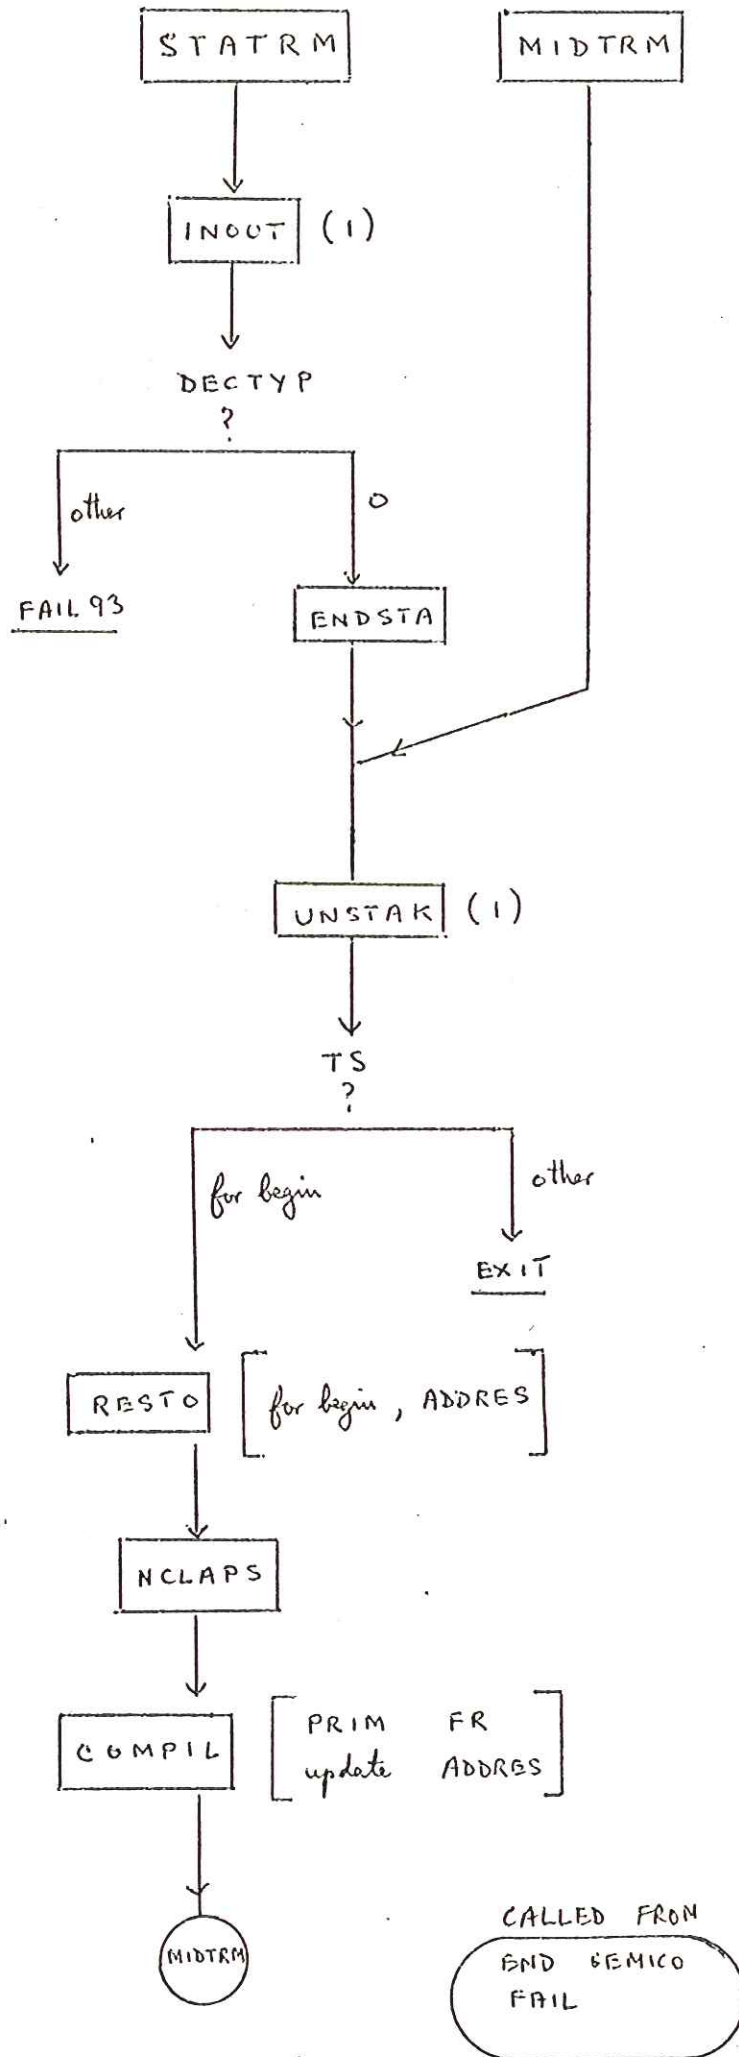 STATRM
MIDTRM
INOUT (1)
DECTYP
?
other
0
FAIL 93
ENDSTA
UNSTAK (1)
TS
?
for begin
other
EXIT
RESTO
for begin, ADDRES
NCLAPS
COMPIL
PRIM FR
update ADDRES
MIDTRM
CALLED FROM
END SEMICO
FAIL